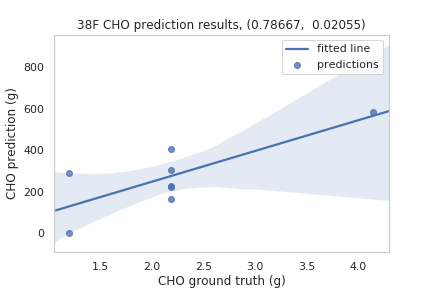 38F CHO prediction results, (0.78667,  0.02055)
fitted line
predictions
CHO prediction (g)
800
600
400
200
0
1.5 2.0 2.5 3.0 3.5 4.0
CHO ground truth (g)